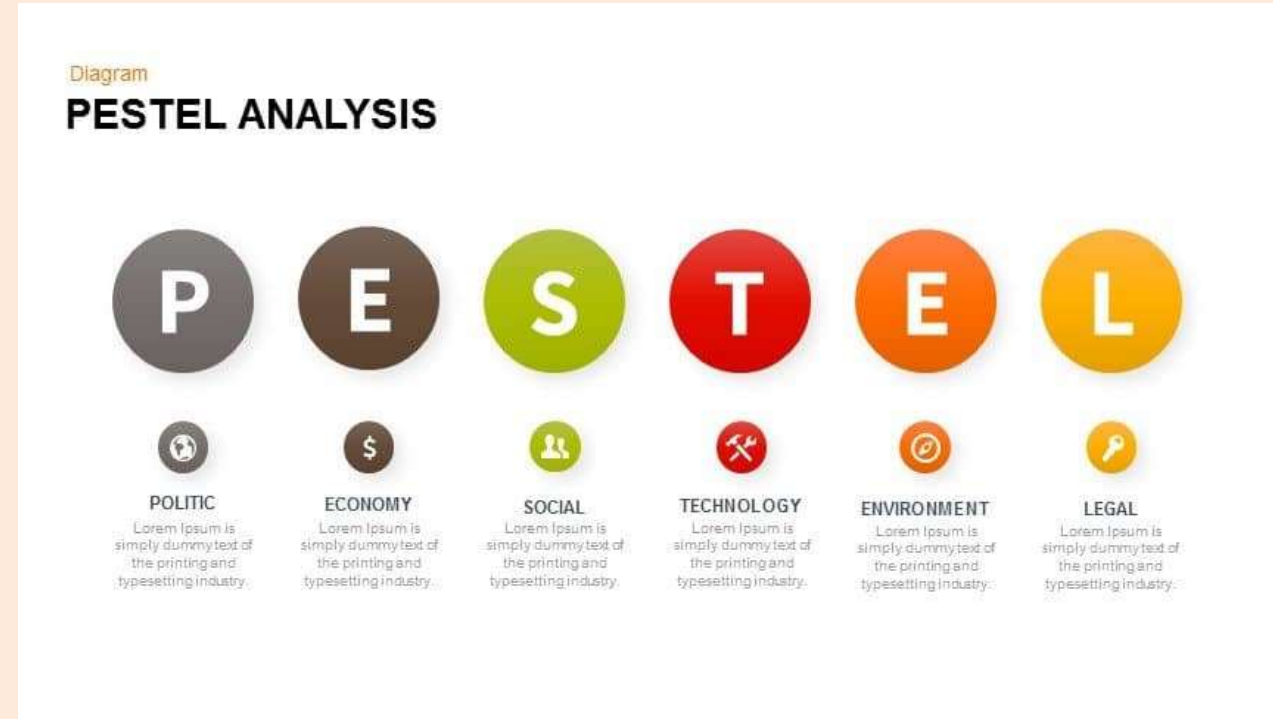 Diagram
PESTEL ANALYSIS
P E S T E L
$
POLITIC
Lorem Ipsum is
simply dummy text of
the printing and
typesetting industry.
ECONOMY
Lorem Ipsum is
simply dummy text of
the printing and
typesetting industry.
SOCIAL
Lorem Ipsum is
simply dummy text of
the printing and
typesetting industry.
TECHNOLOGY
Lorem Ipsum is
simply dummy text of
the printing and
typesetting industry.
ENVIRONMENT
Lorem Ipsum is
simply dummy text of
the printing and
typesetting industry.
LEGAL
Lorem Ipsum is
simply dummy text of
the printing and
typesetting industry.